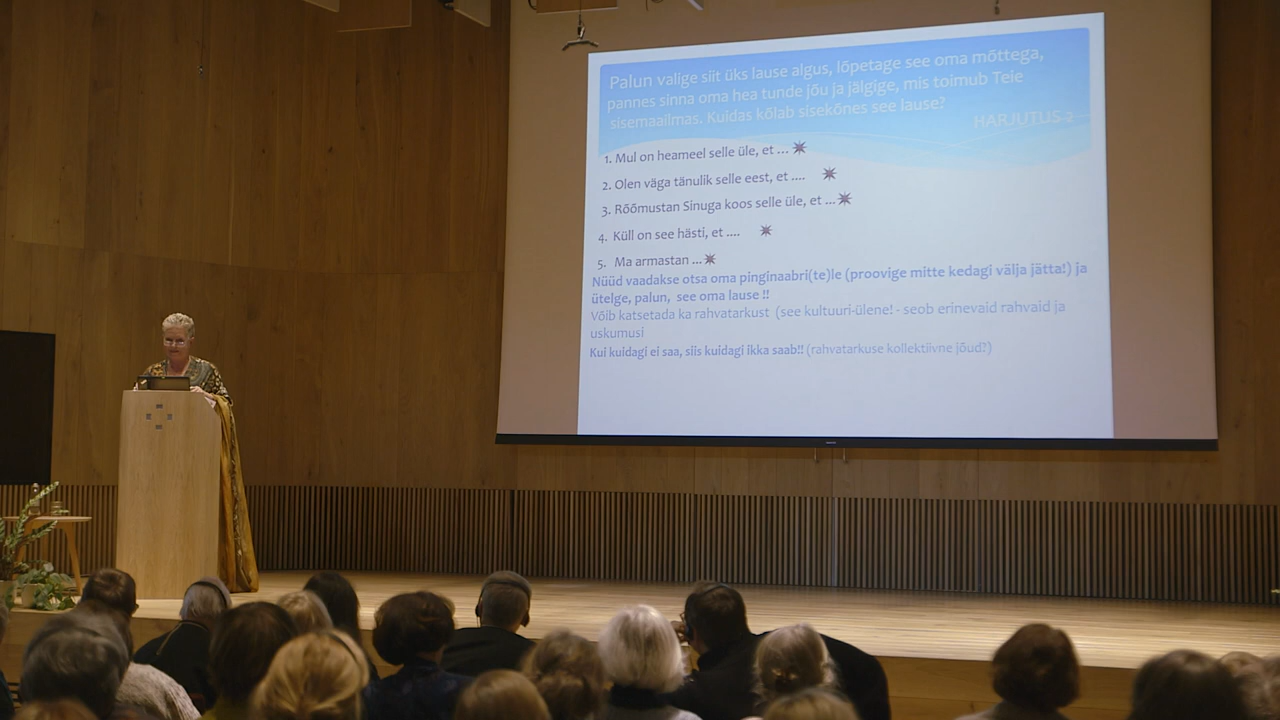 Palun valige siit üks lause algus, lõpetage see oma mõttega,
pannes sinna oma hea tunde jõu ja jälgige, mis toimub Teie
sisemaailmas. Kuidas kõlab sisekõnes see lause?
HARJUTUS 2
1. Mul on heameel selle üle, et ...
2. Olen väga tänulik selle eest, et ....
3. Rõõmustan Sinuga koos selle üle, et ...
4. Küll on see hästi, et ....
5. Ma armastan ...
Nüüd vaadakse otsa oma pinginaabri(te)le (proovige mitte kedagi välja jätta!) ja
ütelge, palun, see oma lause !!
Võib katsetada ka rahvatarkust (see kultuuri-ülene! - seob erinevaid rahvaid ja
uskumusi
Kui kuidagi ei saa, siis kuidagi ikka saab!! (rahvatarkuse kollektiivne jõud?)